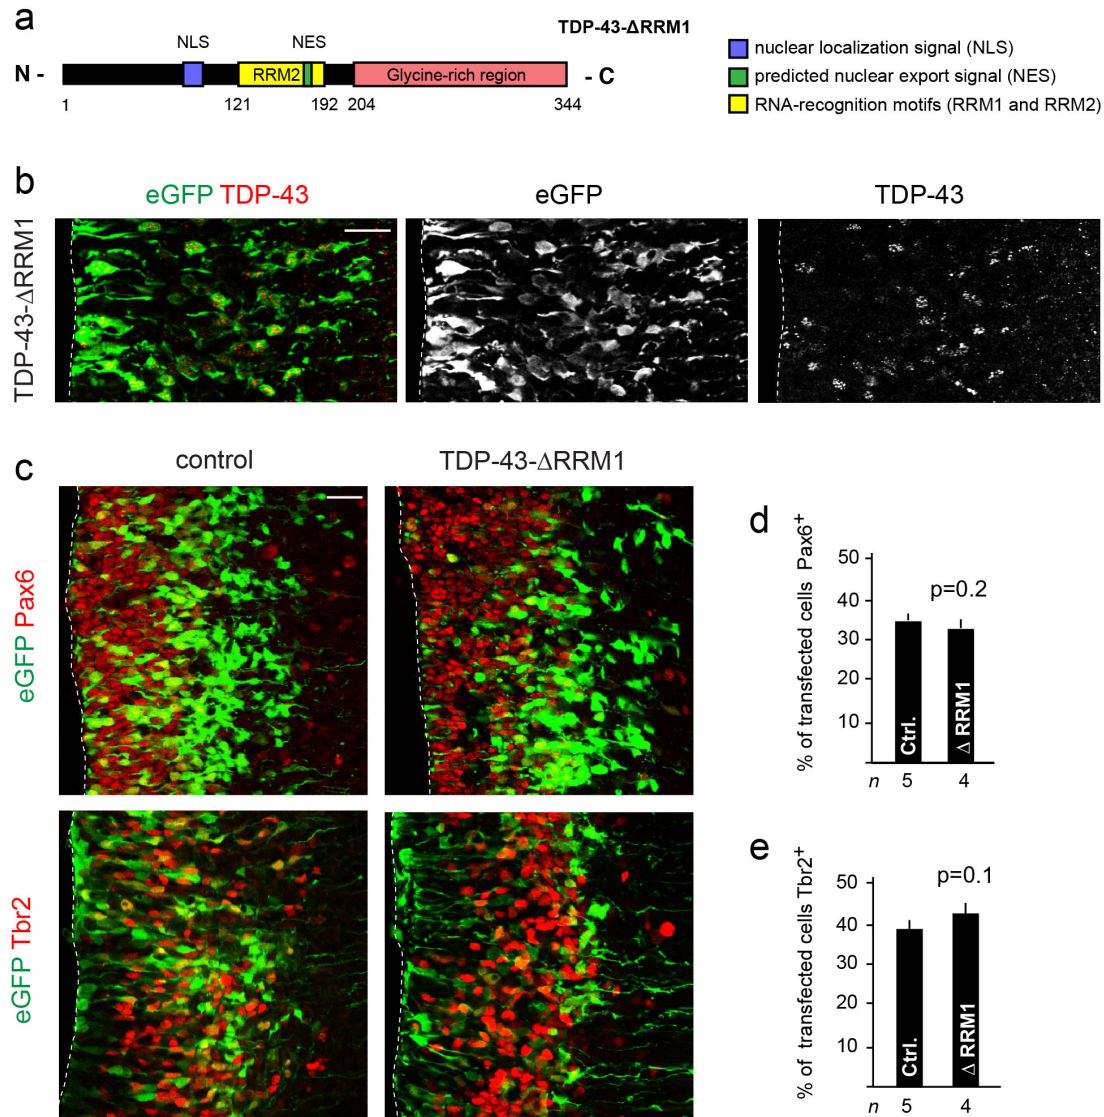 a
TDP-43-ΔRRM1
NLS NES
N - RRM2 Glycine-rich region - C
1 121 192 204 344
nuclear localization signal (NLS)
predicted nuclear export signal (NES)
RNA-recognition motifs (RRM1 and RRM2)
b
eGFP TDP-43 eGFP TDP-43
TDP-43-ΔRRM1
c
control TDP-43-ΔRRM1
eGFP Pax6
eGFP Tbr2
d
% of transfected cells Pax6+
50
40
30
20
10
p=0.2
Ctrl. Δ RRM1
n 5 4
e
% of transfected cells Tbr2+
50
40
30
20
10
p=0.1
Ctrl. Δ RRM1
n 5 4